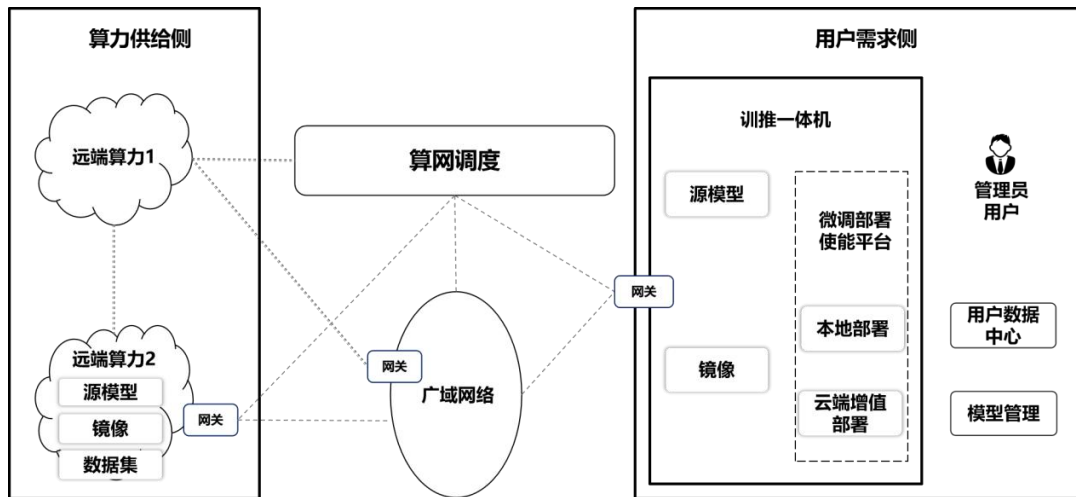 算力供给侧
远端算力1
远端算力2
源模型
镜像
数据集
网关
算网调度
网关
广域网络
用户需求侧
网关
训推一体机
源模型
镜像
微调部署
使能平台
本地部署
云端增值
部署
管理员
用户
用户数据
中心
模型管理